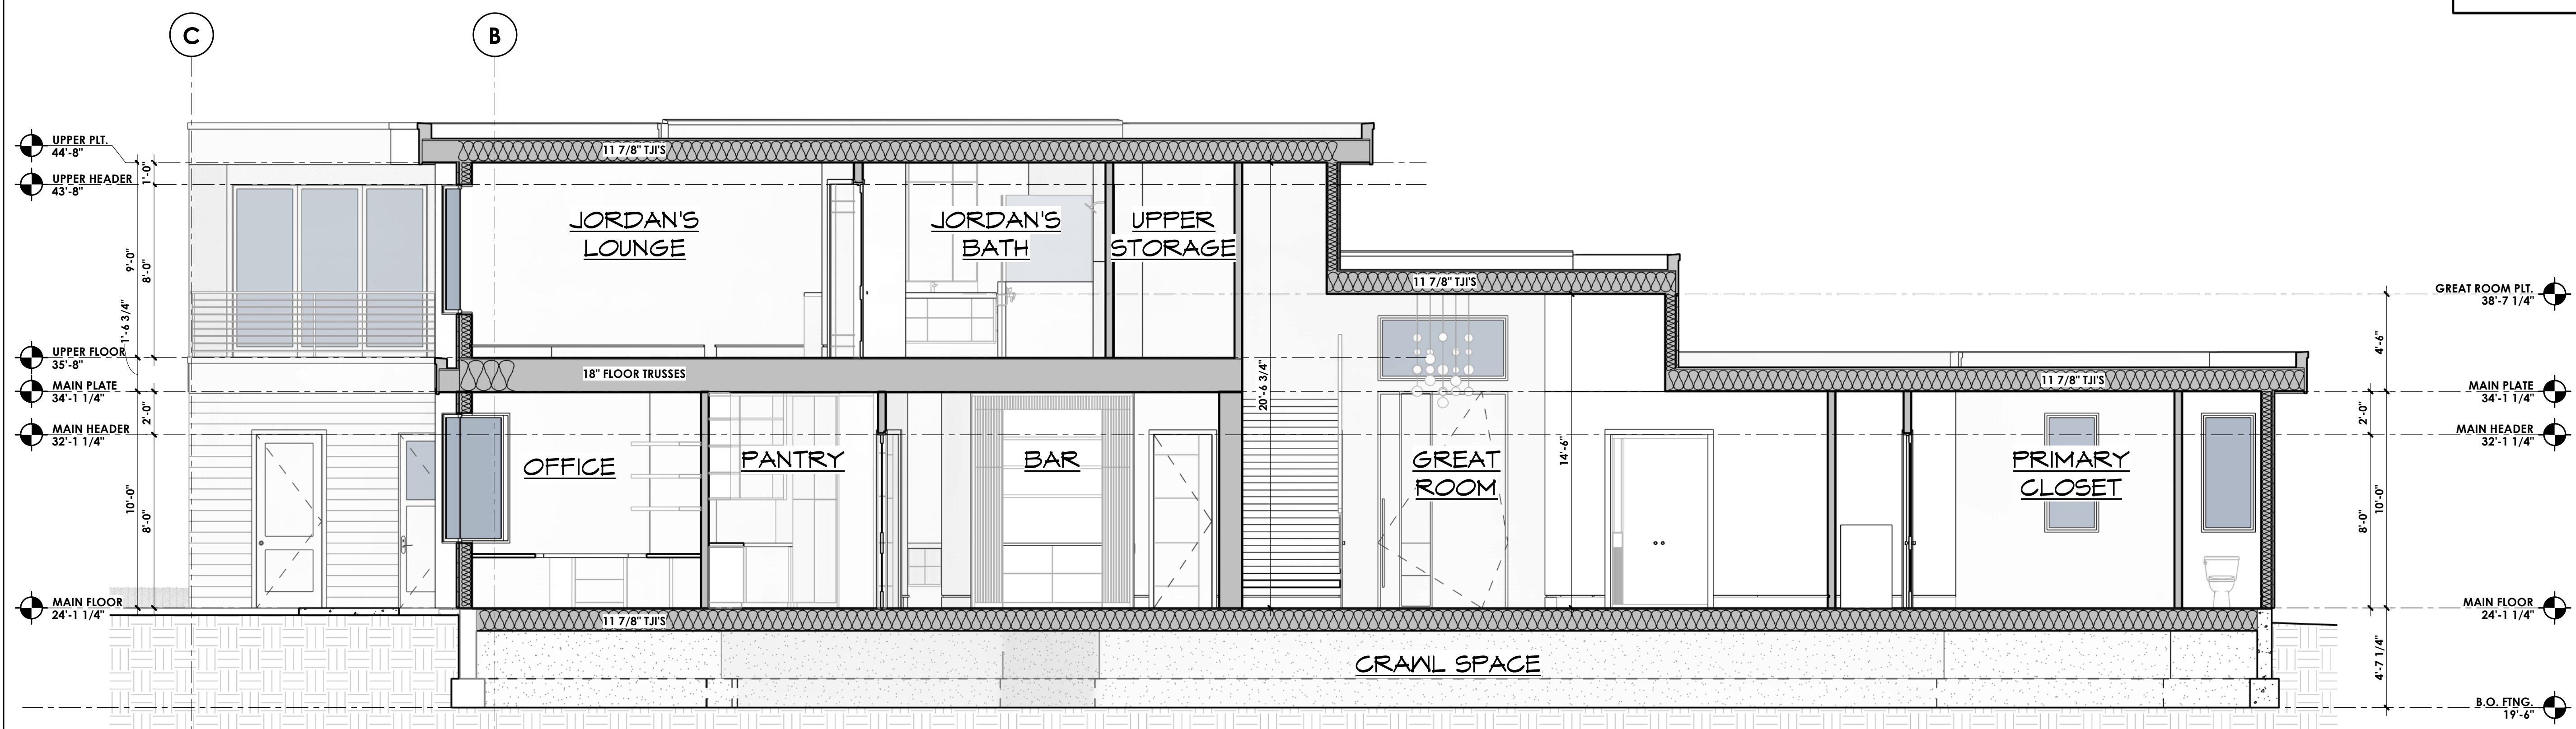 C
B
UPPER PLT.
44'-8"
UPPER HEADER
43'-8"
UPPER FLOOR
35'-8"
MAIN PLATE
34'-1 1/4"
MAIN HEADER
32'-1 1/4"
MAIN FLOOR
24'-1 1/4"
1'-0"
9'-0"
8'-0"
1'-6 3/4"
2'-0"
10'-0"
8'-0"
11 7/8" TJI'S
JORDAN'S
LOUNGE
JORDAN'S
BATH
UPPER
STORAGE
11 7/8" TJI'S
18" FLOOR TRUSSES
11 7/8" TJI'S
20'-6 3/4"
14'-6"
OFFICE
PANTRY
BAR
GREAT
ROOM
PRIMARY
CLOSET
11 7/8" TJI'S
CRAWL SPACE
GREAT ROOM PLT.
38'-7 1/4"
4'-6"
MAIN PLATE
34'-1 1/4"
2'-0"
MAIN HEADER
32'-1 1/4"
10'-0"
8'-0"
MAIN FLOOR
24'-1 1/4"
4'-7 1/4"
B.O. FTNG.
19'-6"